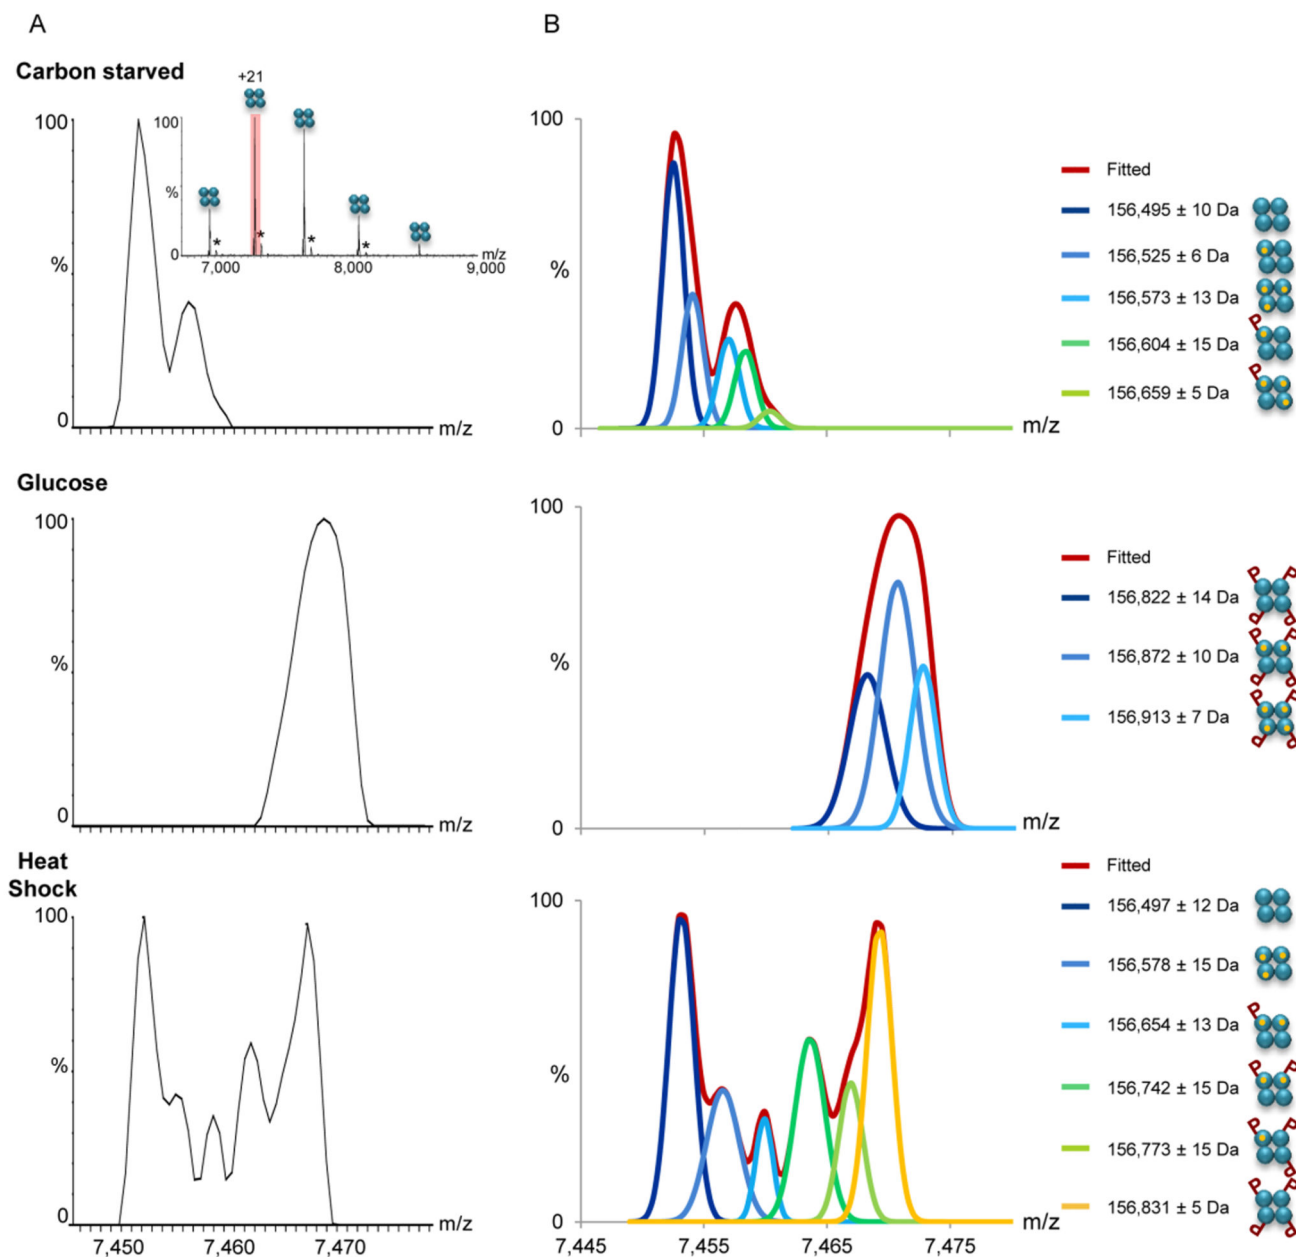 A
B
Carbon starved
+21
100
%
0
m/z
100
%
0
*
*
*
*
7,000
8,000
9,000
m/z
100
%
0
m/z
Fitted
156,495 ± 10 Da
156,525 ± 6 Da
156,573 ± 13 Da
P
156,604 ± 15 Da
P
156,659 ± 5 Da
Glucose
100
%
0
m/z
100
%
0
m/z
Fitted
P P
156,822 ± 14 Da
P P
P P
156,872 ± 10 Da
P P
156,913 ± 7 Da
P P
Heat
Shock
100
%
0
m/z
7,450
7,460
7,470
100
%
0
m/z
7,445
7,455
7,465
7,475
Fitted
156,497 ± 12 Da
156,578 ± 15 Da
P
156,654 ± 13 Da
P P
156,742 ± 15 Da
P P
156,773 ± 15 Da
P
P P
156,831 ± 5 Da
P P